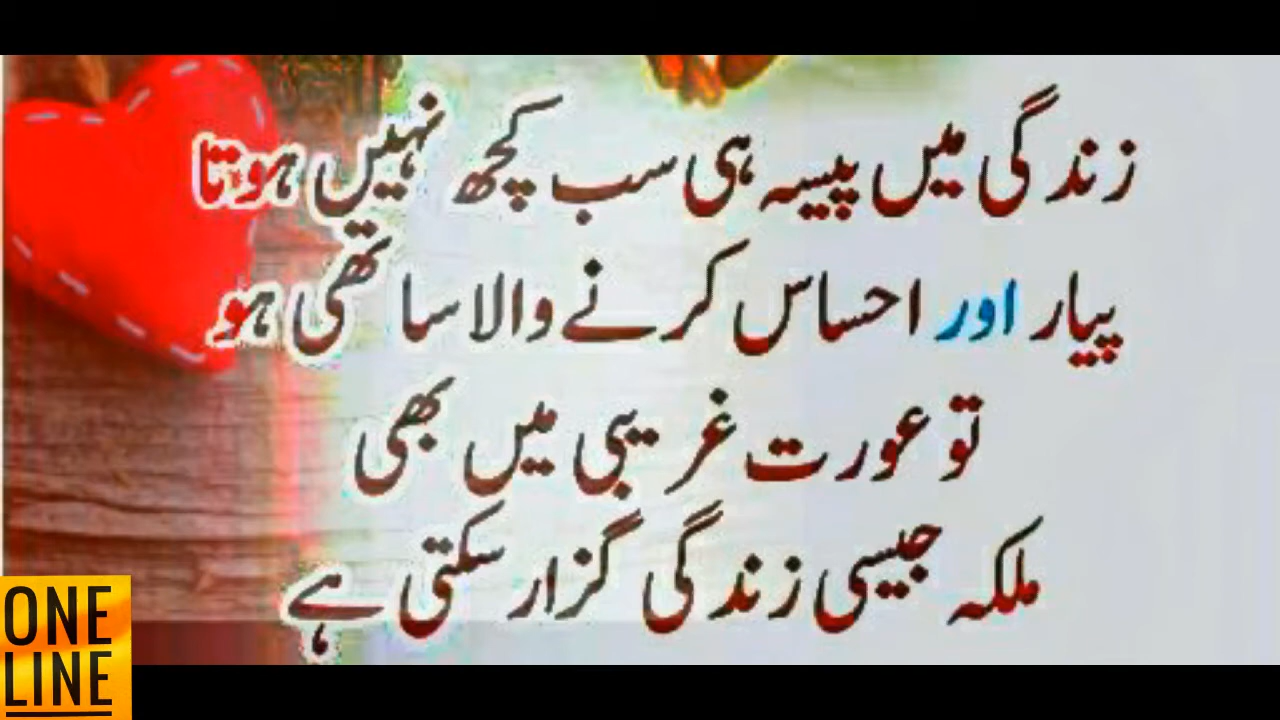 زندگی میں پیسہ ہی سب کچھ نہیں ہوتا
پیار اور احساس کرنے والا ساتھی ہو
تو عورت غریبی میں بھی
ملکہ جیسی زندگی گزار سکتی ہے
ONE
LINE